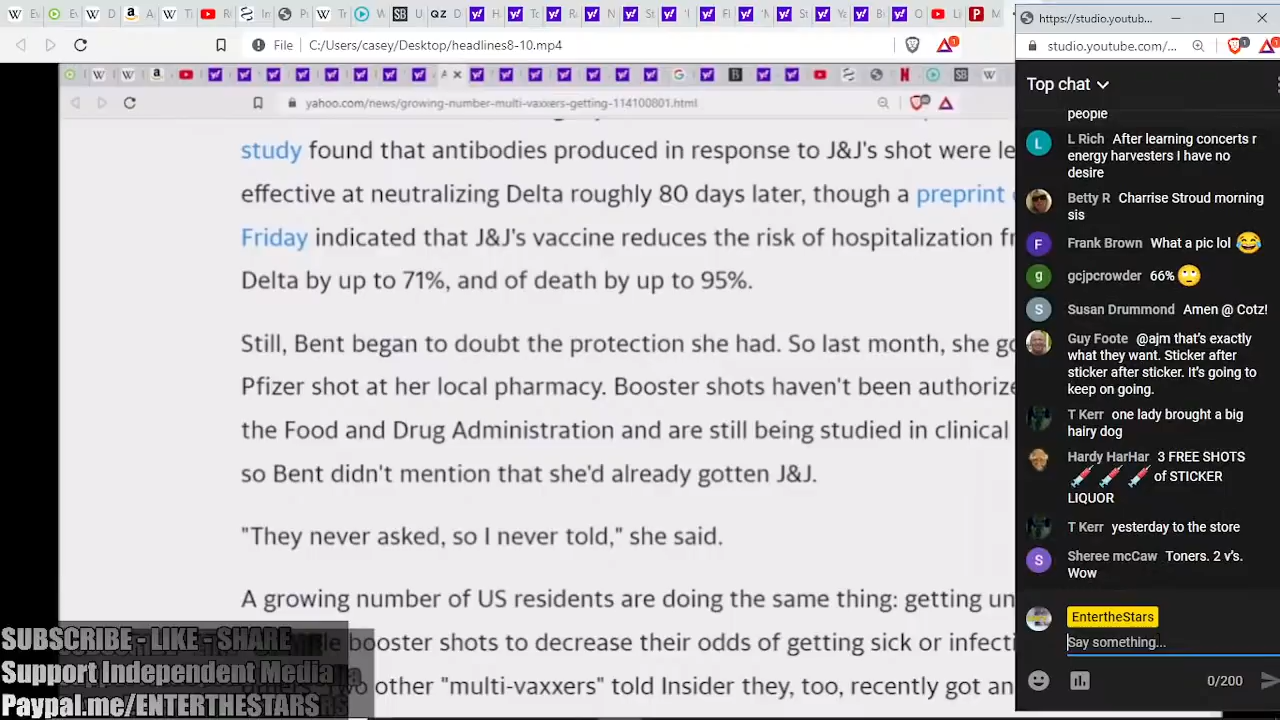 https://studio.youtub...
File C:/Users/casey/Desktop/headlines8-10.mp4
studio.youtube.com/...
yahoo.com/news/growing-number-multi-vaxxers-getting-114100801.html
study found that antibodies produced in response to J&J's shot were le
effective at neutralizing Delta roughly 80 days later, though a preprint
Friday indicated that J&J's vaccine reduces the risk of hospitalization fr
Delta by up to 71%, and of death by up to 95%.
Still, Bent began to doubt the protection she had. So last month, she go
Pfizer shot at her local pharmacy. Booster shots haven't been authorize
the Food and Drug Administration and are still being studied in clinical
so Bent didn't mention that she'd already gotten J&J.
"They never asked, so I never told," she said.
A growing number of US residents are doing the same thing: getting un
booster shots to decrease their odds of getting sick or infecti
other "multi-vaxxers" told Insider they, too, recently got an
SUBSCRIBE - LIKE - SHARE
Support Independent Media
Paypal.me/ENTERTHESTARS
Top chat
people
L Rich After learning concerts r
energy harvesters I have no
desire
Betty R Charrise Stroud morning
sis
Frank Brown What a pic lol 😂
gcjpcrowder 66% 🙄
Susan Drummond Amen @ Cotz!
Guy Foote @ajm that's exactly
what they want. Sticker after
sticker after sticker. It's going to
keep on going.
T Kerr one lady brought a big
hairy dog
Hardy HarHar 3 FREE SHOTS
💉 💉 💉 of STICKER
LIQUOR
T Kerr yesterday to the store
Sheree mcCaw Toners. 2 v's.
Wow
EntertheStars
Say something...
0/200